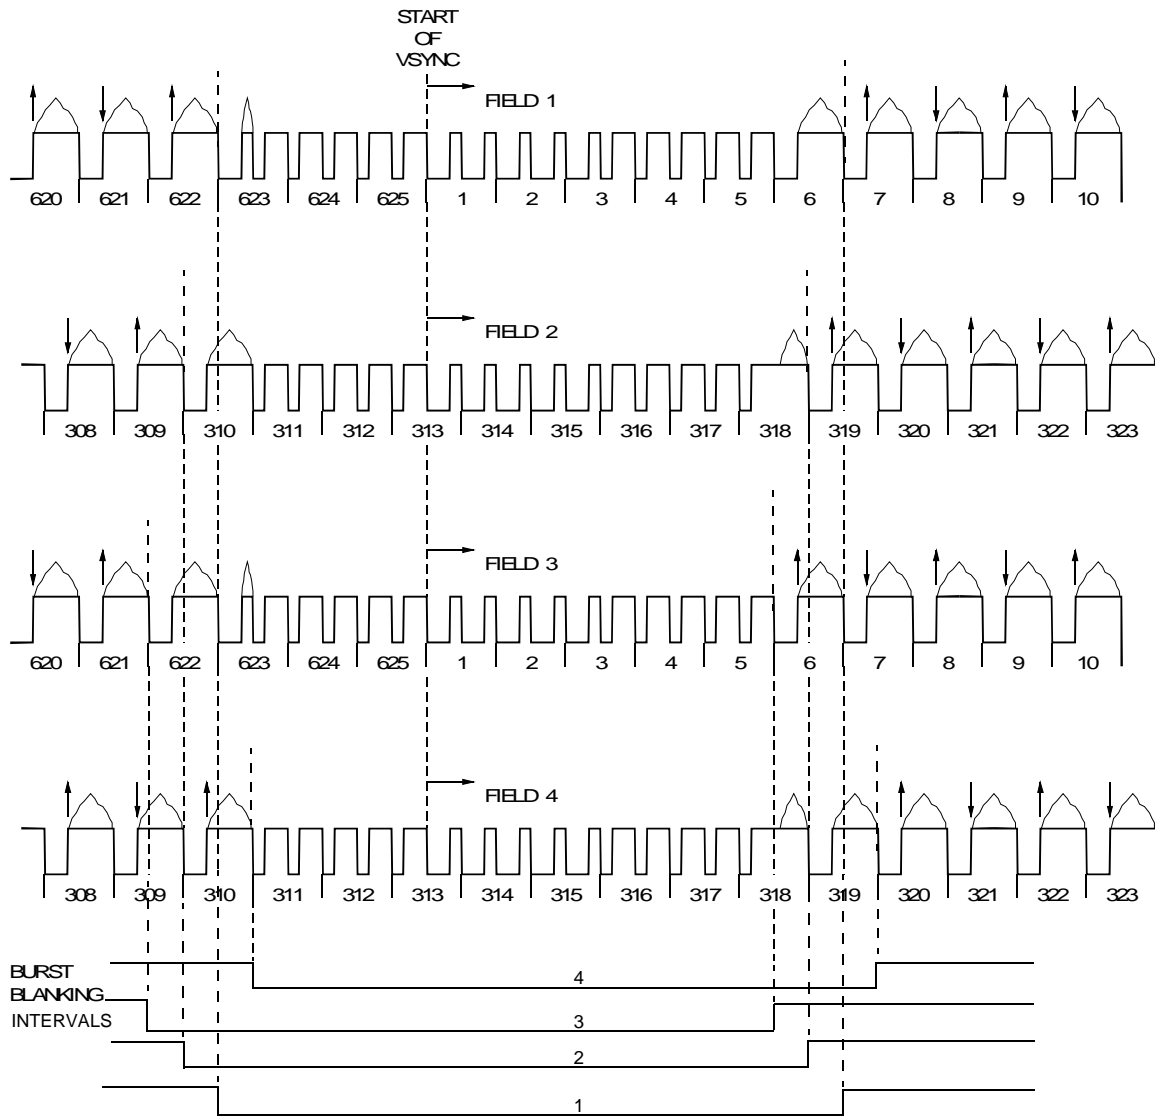 START
OF
VSYNC
FIELD 1
620 621 622 623 624 625 1 2 3 4 5 6 7 8 9 10
FIELD 2
308 309 310 311 312 313 314 315 316 317 318 319 320 321 322 323
FIELD 3
620 621 622 623 624 625 1 2 3 4 5 6 7 8 9 10
FIELD 4
308 309 310 311 312 313 314 315 316 317 318 319 320 321 322 323
BURST
BLANKING
INTERVALS
4
3
2
1